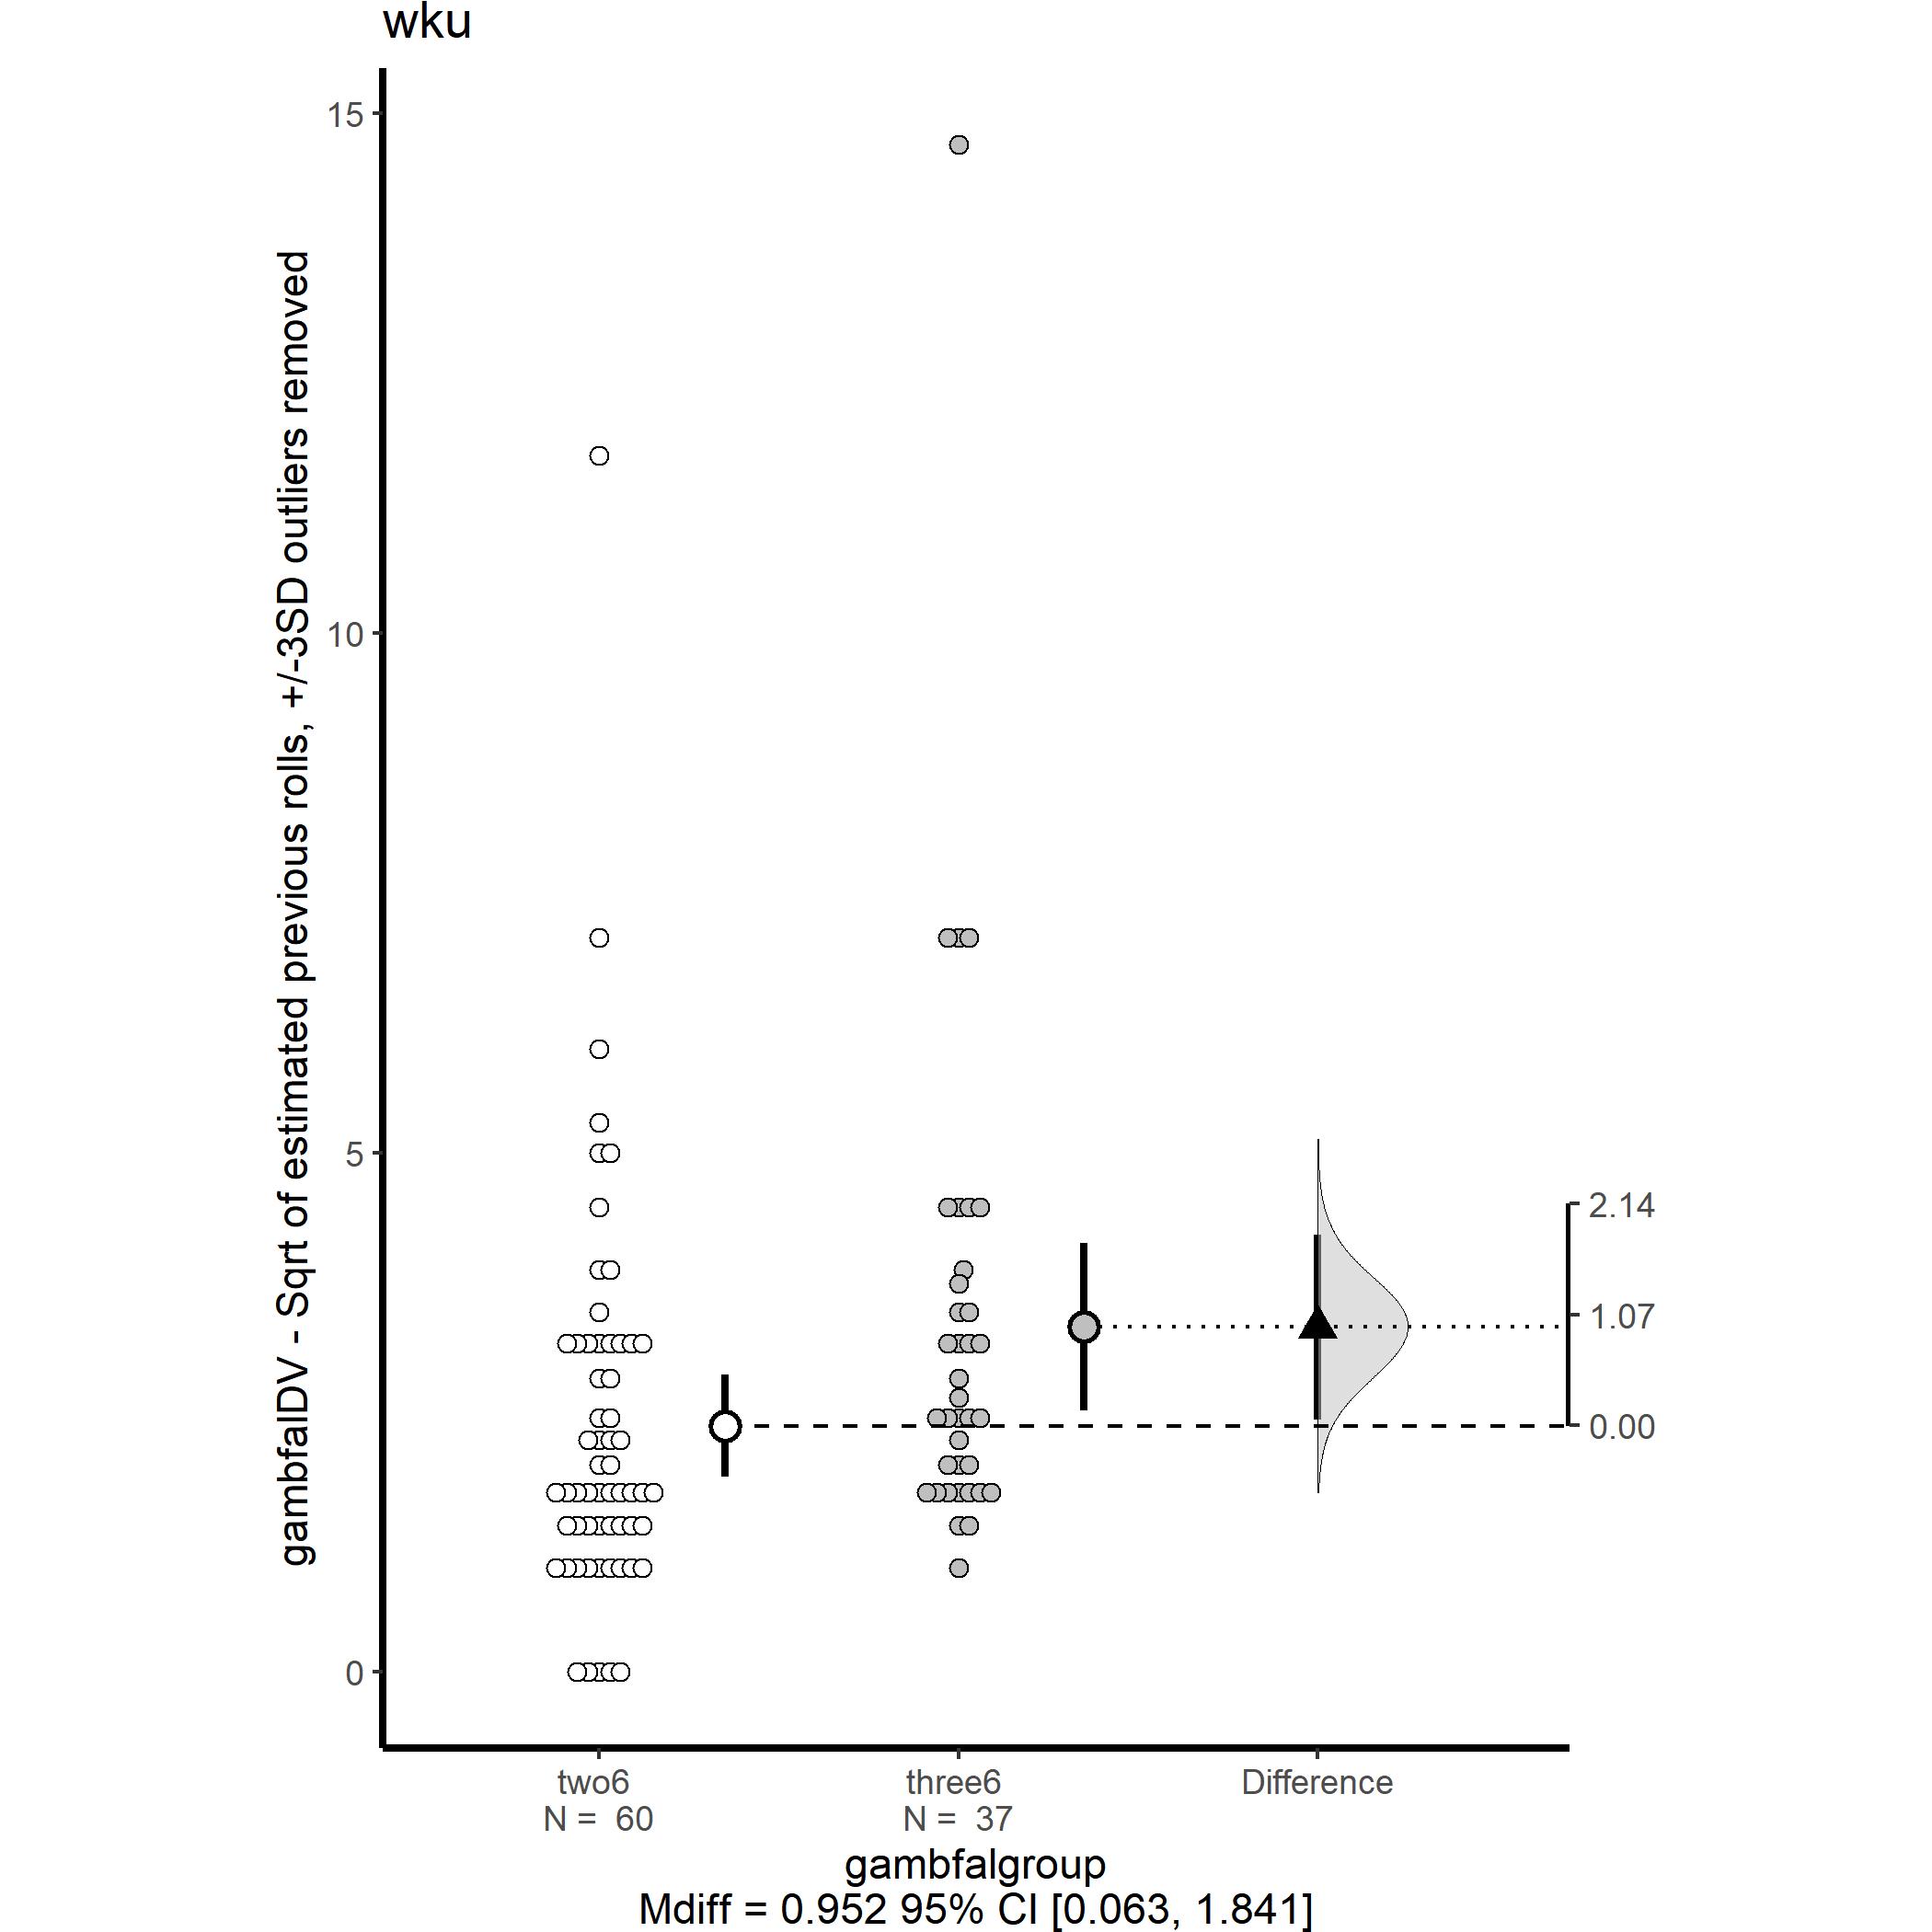 wku
gambfalDV - Sqrt of estimated previous rolls, +/-3SD outliers removed
15
10
5
0
2.14
1.07
0.00
two6
N =  60
three6
N =  37
Difference
gambfalgroup
Mdiff = 0.952 95% CI [0.063, 1.841]